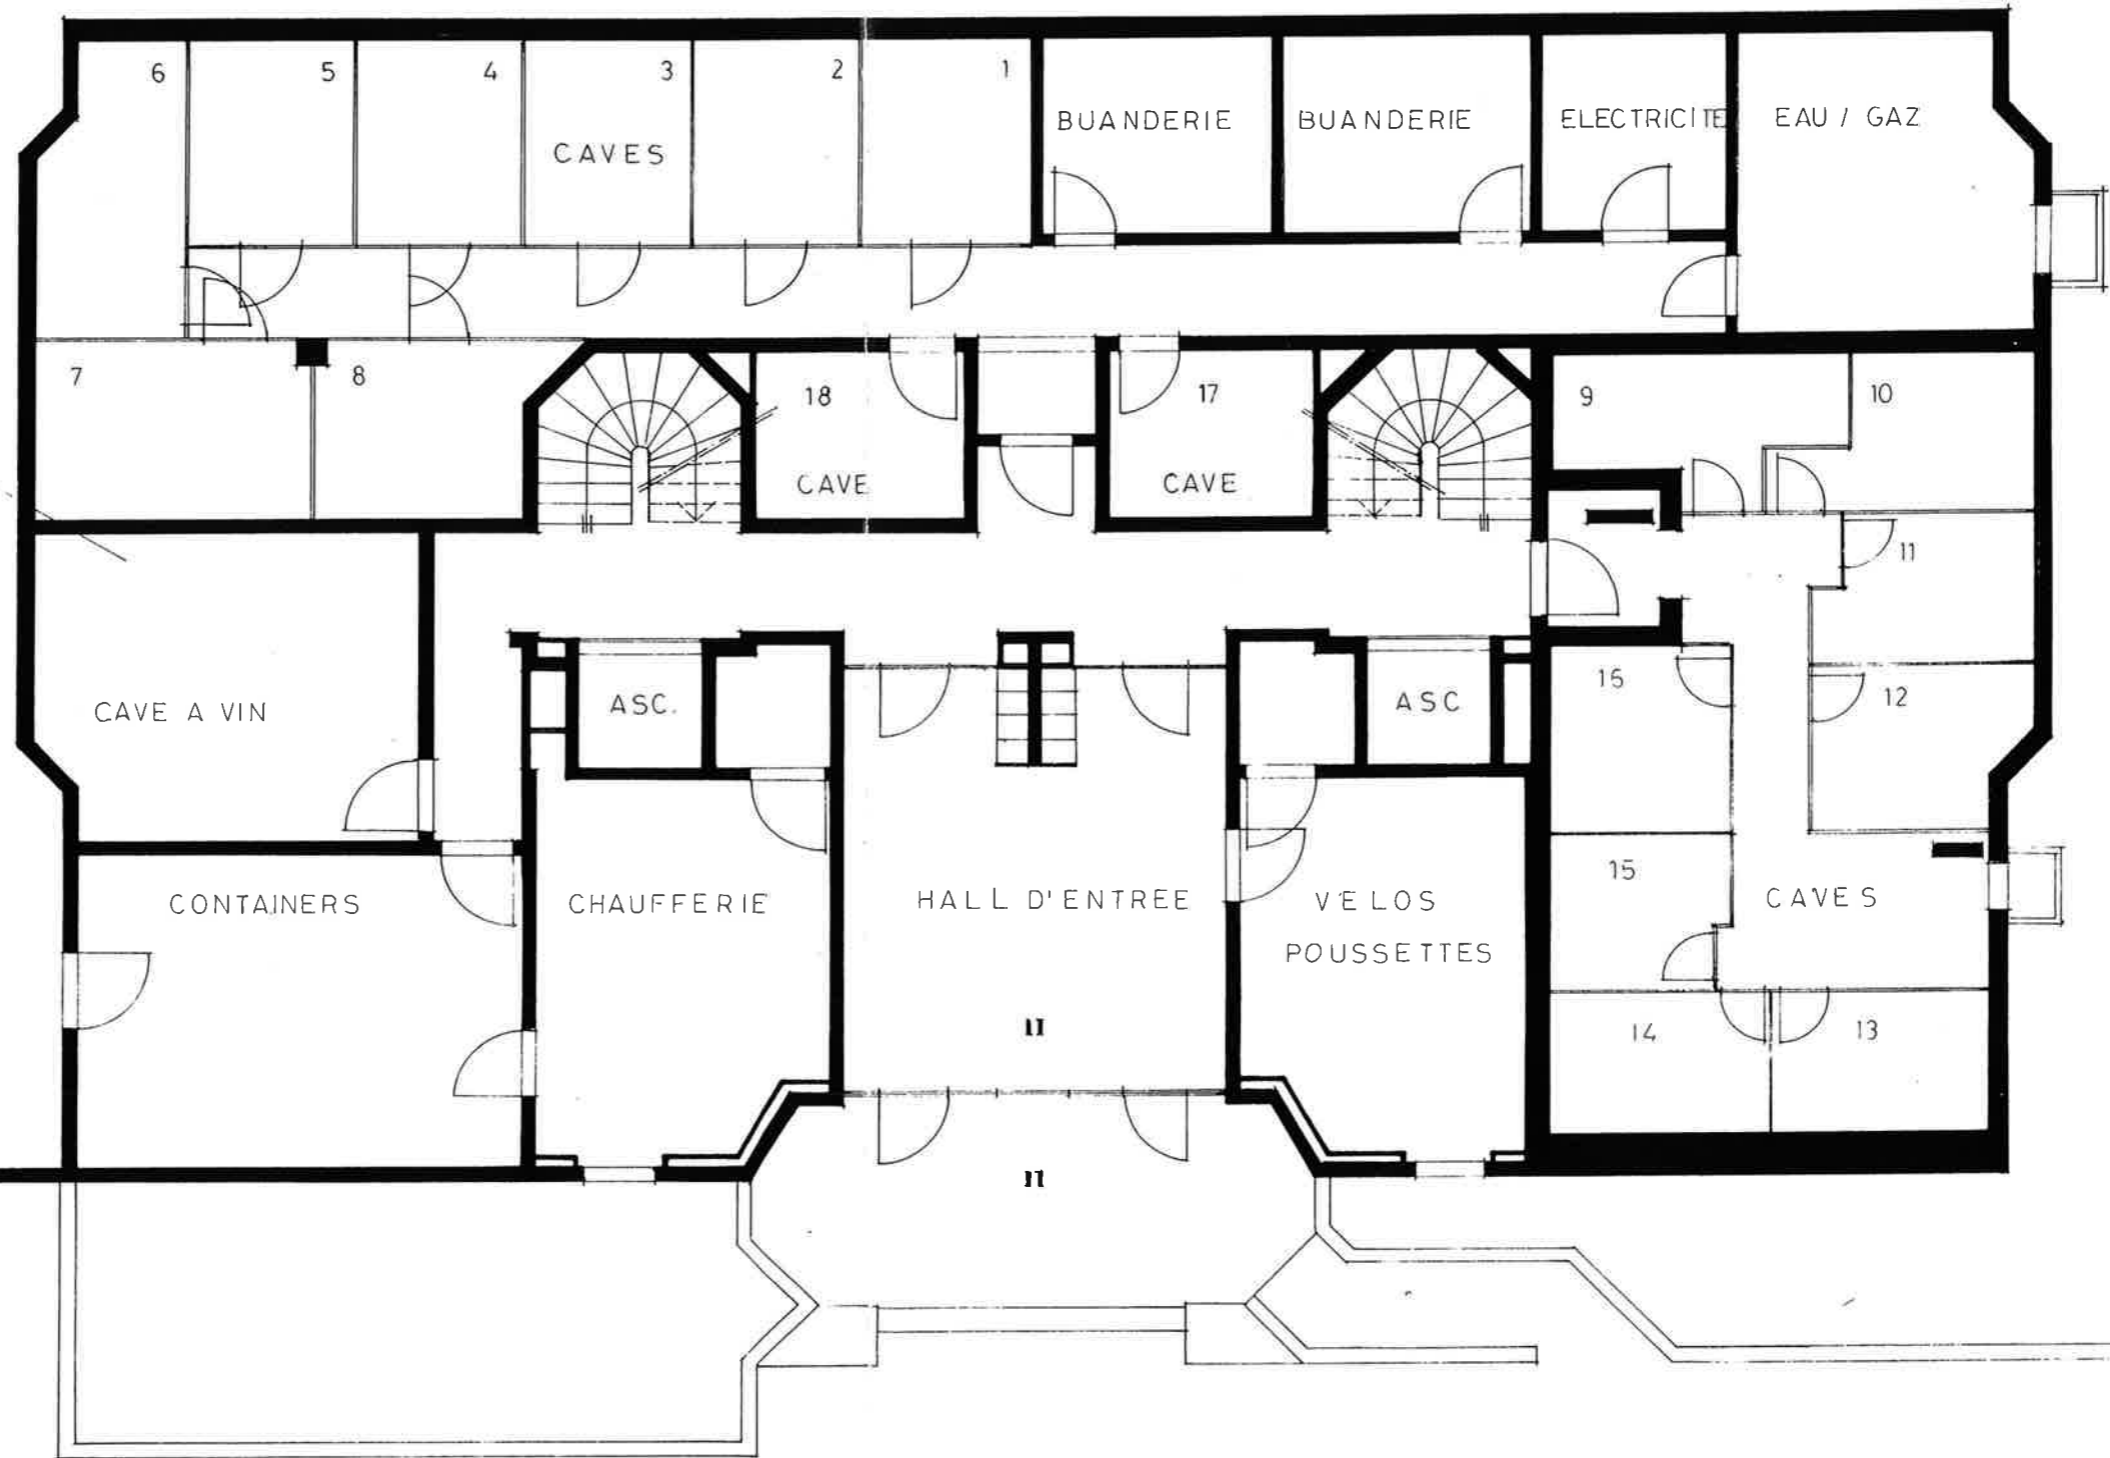 6
5
4
3
2
1
CAVES
BUANDERIE
BUANDERIE
ELECTRICITE
EAU / GAZ
7
8
18
CAVE
17
CAVE
9
10
11
12
CAVE A VIN
ASC.
ASC
16
CONTAINERS
CHAUFFERIE
HALL D'ENTREE
VELOS
POUSSETTES
15
CAVES
14
13